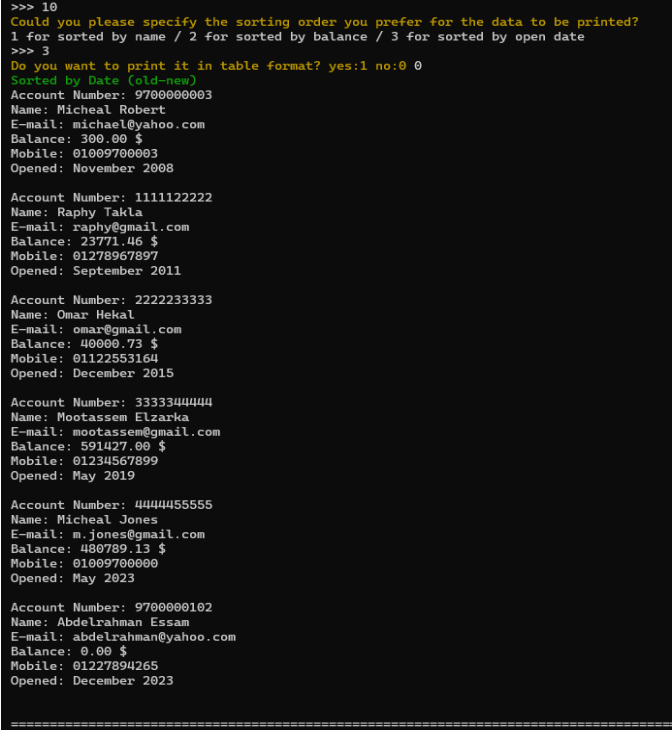 >>> 10
Could you please specify the sorting order you prefer for the data to be printed?
1 for sorted by name / 2 for sorted by balance / 3 for sorted by open date
>>> 3
Do you want to print it in table format? yes:1 no:0 0
Sorted by Date (old-new)
Account Number: 9700000003
Name: Micheal Robert
E-mail: michael@yahoo.com
Balance: 300.00 $
Mobile: 01009700003
Opened: November 2008

Account Number: 1111122222
Name: Raphy Takla
E-mail: raphy@gmail.com
Balance: 23771.46 $
Mobile: 01278967897
Opened: September 2011

Account Number: 2222233333
Name: Omar Hekal
E-mail: omar@gmail.com
Balance: 40000.73 $
Mobile: 01122553164
Opened: December 2015

Account Number: 3333344444
Name: Mootassem Elzarka
E-mail: mootassem@gmail.com
Balance: 591427.00 $
Mobile: 01234567899
Opened: May 2019

Account Number: 4444455555
Name: Micheal Jones
E-mail: m.jones@gmail.com
Balance: 480789.13 $
Mobile: 01009700000
Opened: May 2023

Account Number: 9700000102
Name: Abdelrahman Essam
E-mail: abdelrahman@yahoo.com
Balance: 0.00 $
Mobile: 01227894265
Opened: December 2023

=====================================================================================